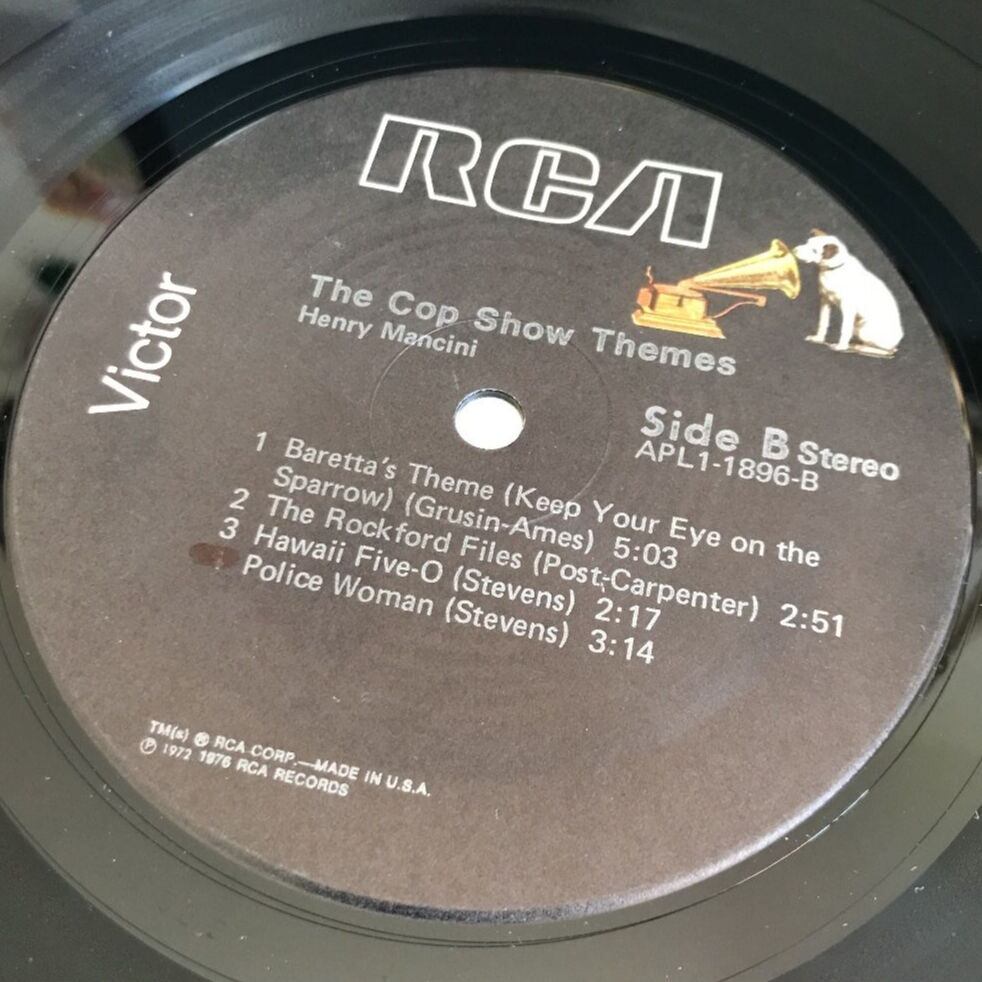 RCA
Victor
The Cop Show Themes
Henry Mancini
Side B Stereo
APL1-1896-B
1 Baretta's Theme (Keep Your Eye on the
Sparrow) (Grusin-Ames) 5:03
2 The Rockford Files (Post-Carpenter) 2:51
3 Hawaii Five-O (Stevens) 2:17
Police Woman (Stevens) 3:14
TM(s) ® RCA CORP.—MADE IN U.S.A.
℗ 1972 1976 RCA RECORDS